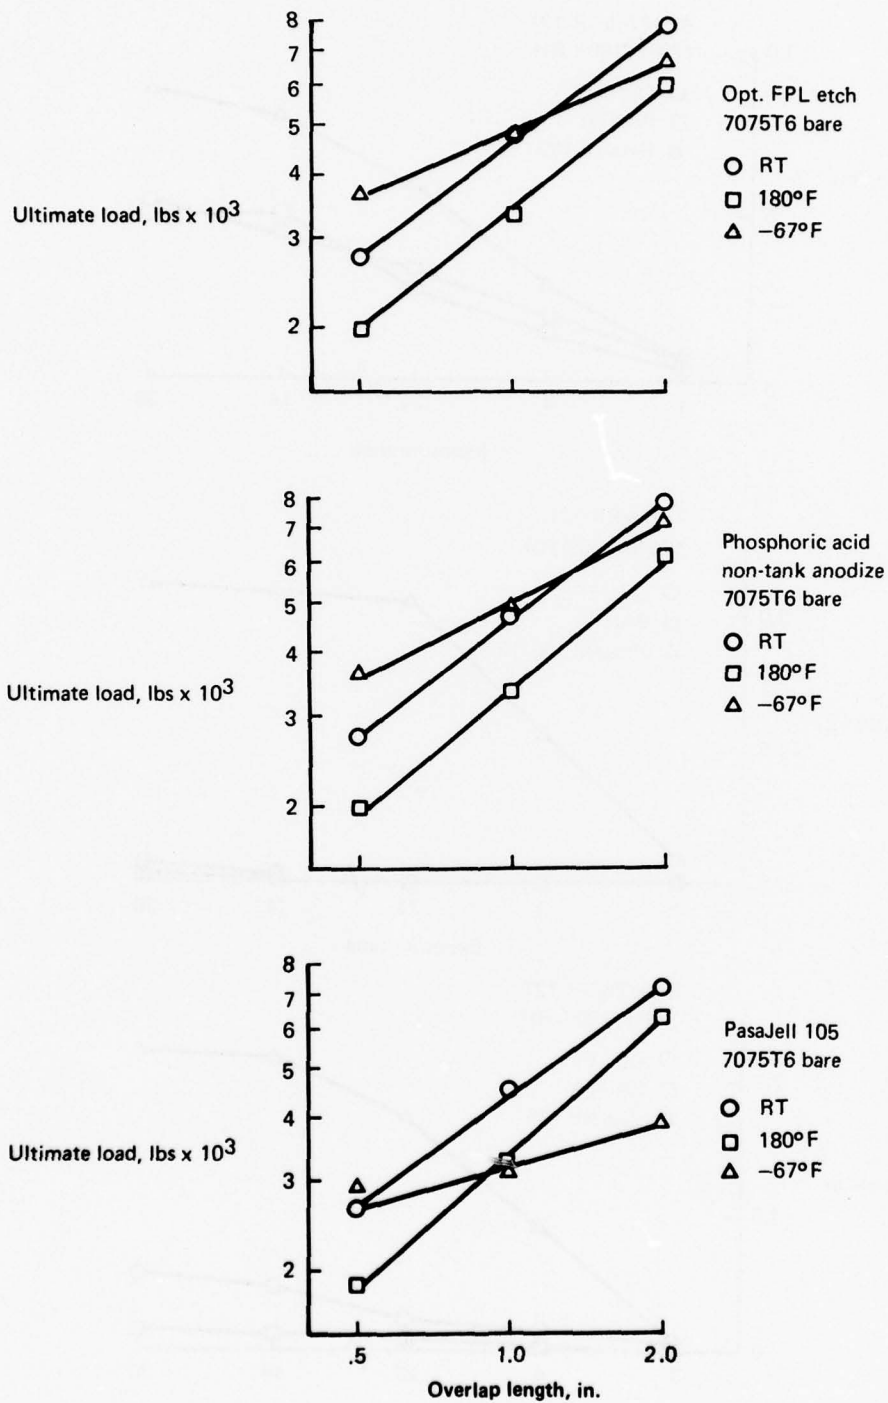 8
7
6
5
4
3
2
Ultimate load, lbs x 10³
Opt. FPL etch
7075T6 bare
RT
180°F
−67°F
8
7
6
5
4
3
2
Ultimate load, lbs x 10³
Phosphoric acid
non-tank anodize
7075T6 bare
RT
180°F
−67°F
8
7
6
5
4
3
2
Ultimate load, lbs x 10³
PasaJell 105
7075T6 bare
RT
180°F
−67°F
.5 1.0 2.0
Overlap length, in.